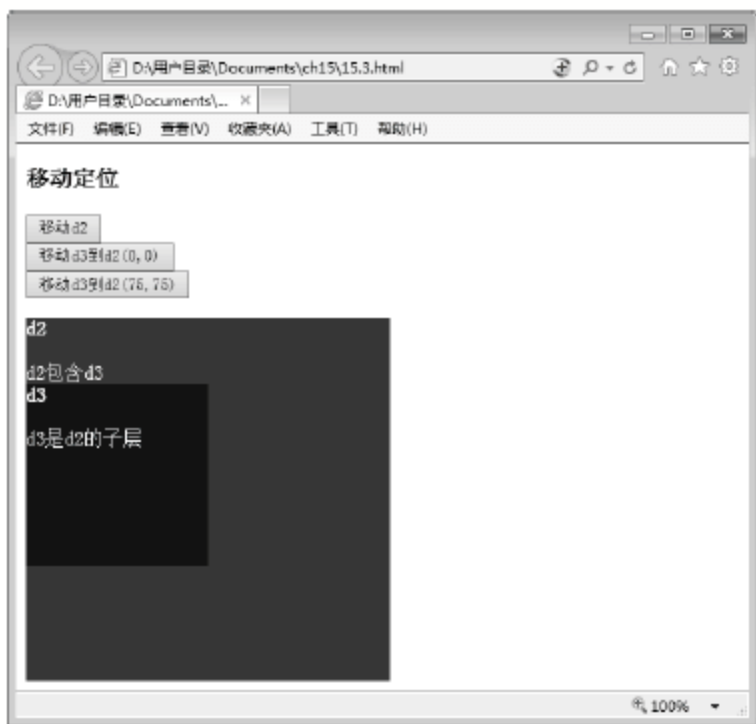 D:\用户目录\Documents\ch15\15.3.html
D:\用户目录\Documents\...
文件(F) 编辑(E) 查看(V) 收藏夹(A) 工具(T) 帮助(H)
移动定位
移动d2
移动d3到d2(0,0)
移动d3到d2(75,75)
d2
d2包含d3
d3
d3是d2的子层
100%